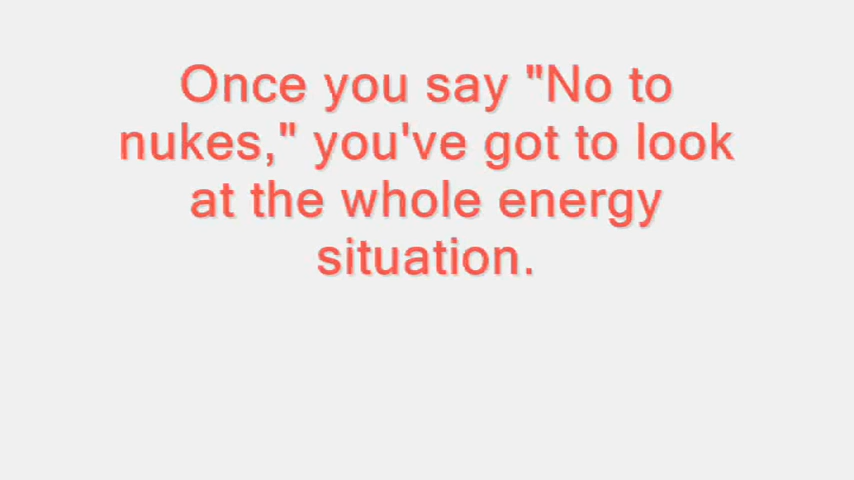 Once you say "No to
nukes," you've got to look
at the whole energy
situation.